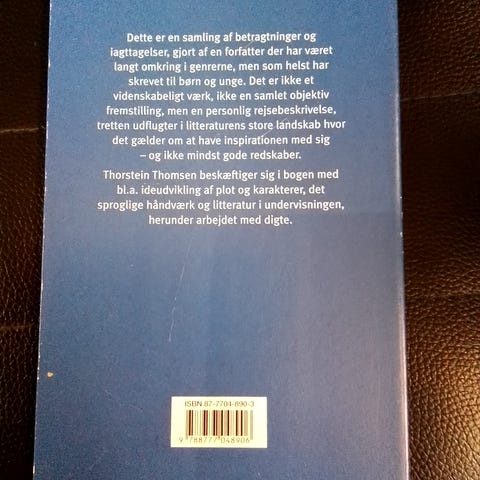 Dette er en samling af betragtninger og
iagttagelser, gjort af en forfatter der har været
langt omkring i genrerne, men som helst har
skrevet til børn og unge. Det er ikke et
videnskabeligt værk, ikke en samlet objektiv
fremstilling, men en personlig rejsebeskrivelse,
tretten udflugter i litteraturens store landskab hvor
det gælder om at have inspirationen med sig
– og ikke mindst gode redskaber.
Thorstein Thomsen beskæftiger sig i bogen med
bl.a. ideudvikling af plot og karakterer, det
sproglige håndværk og litteratur i undervisningen,
herunder arbejdet med digte.
ISBN 87-7704-890-3
9 788777 048906